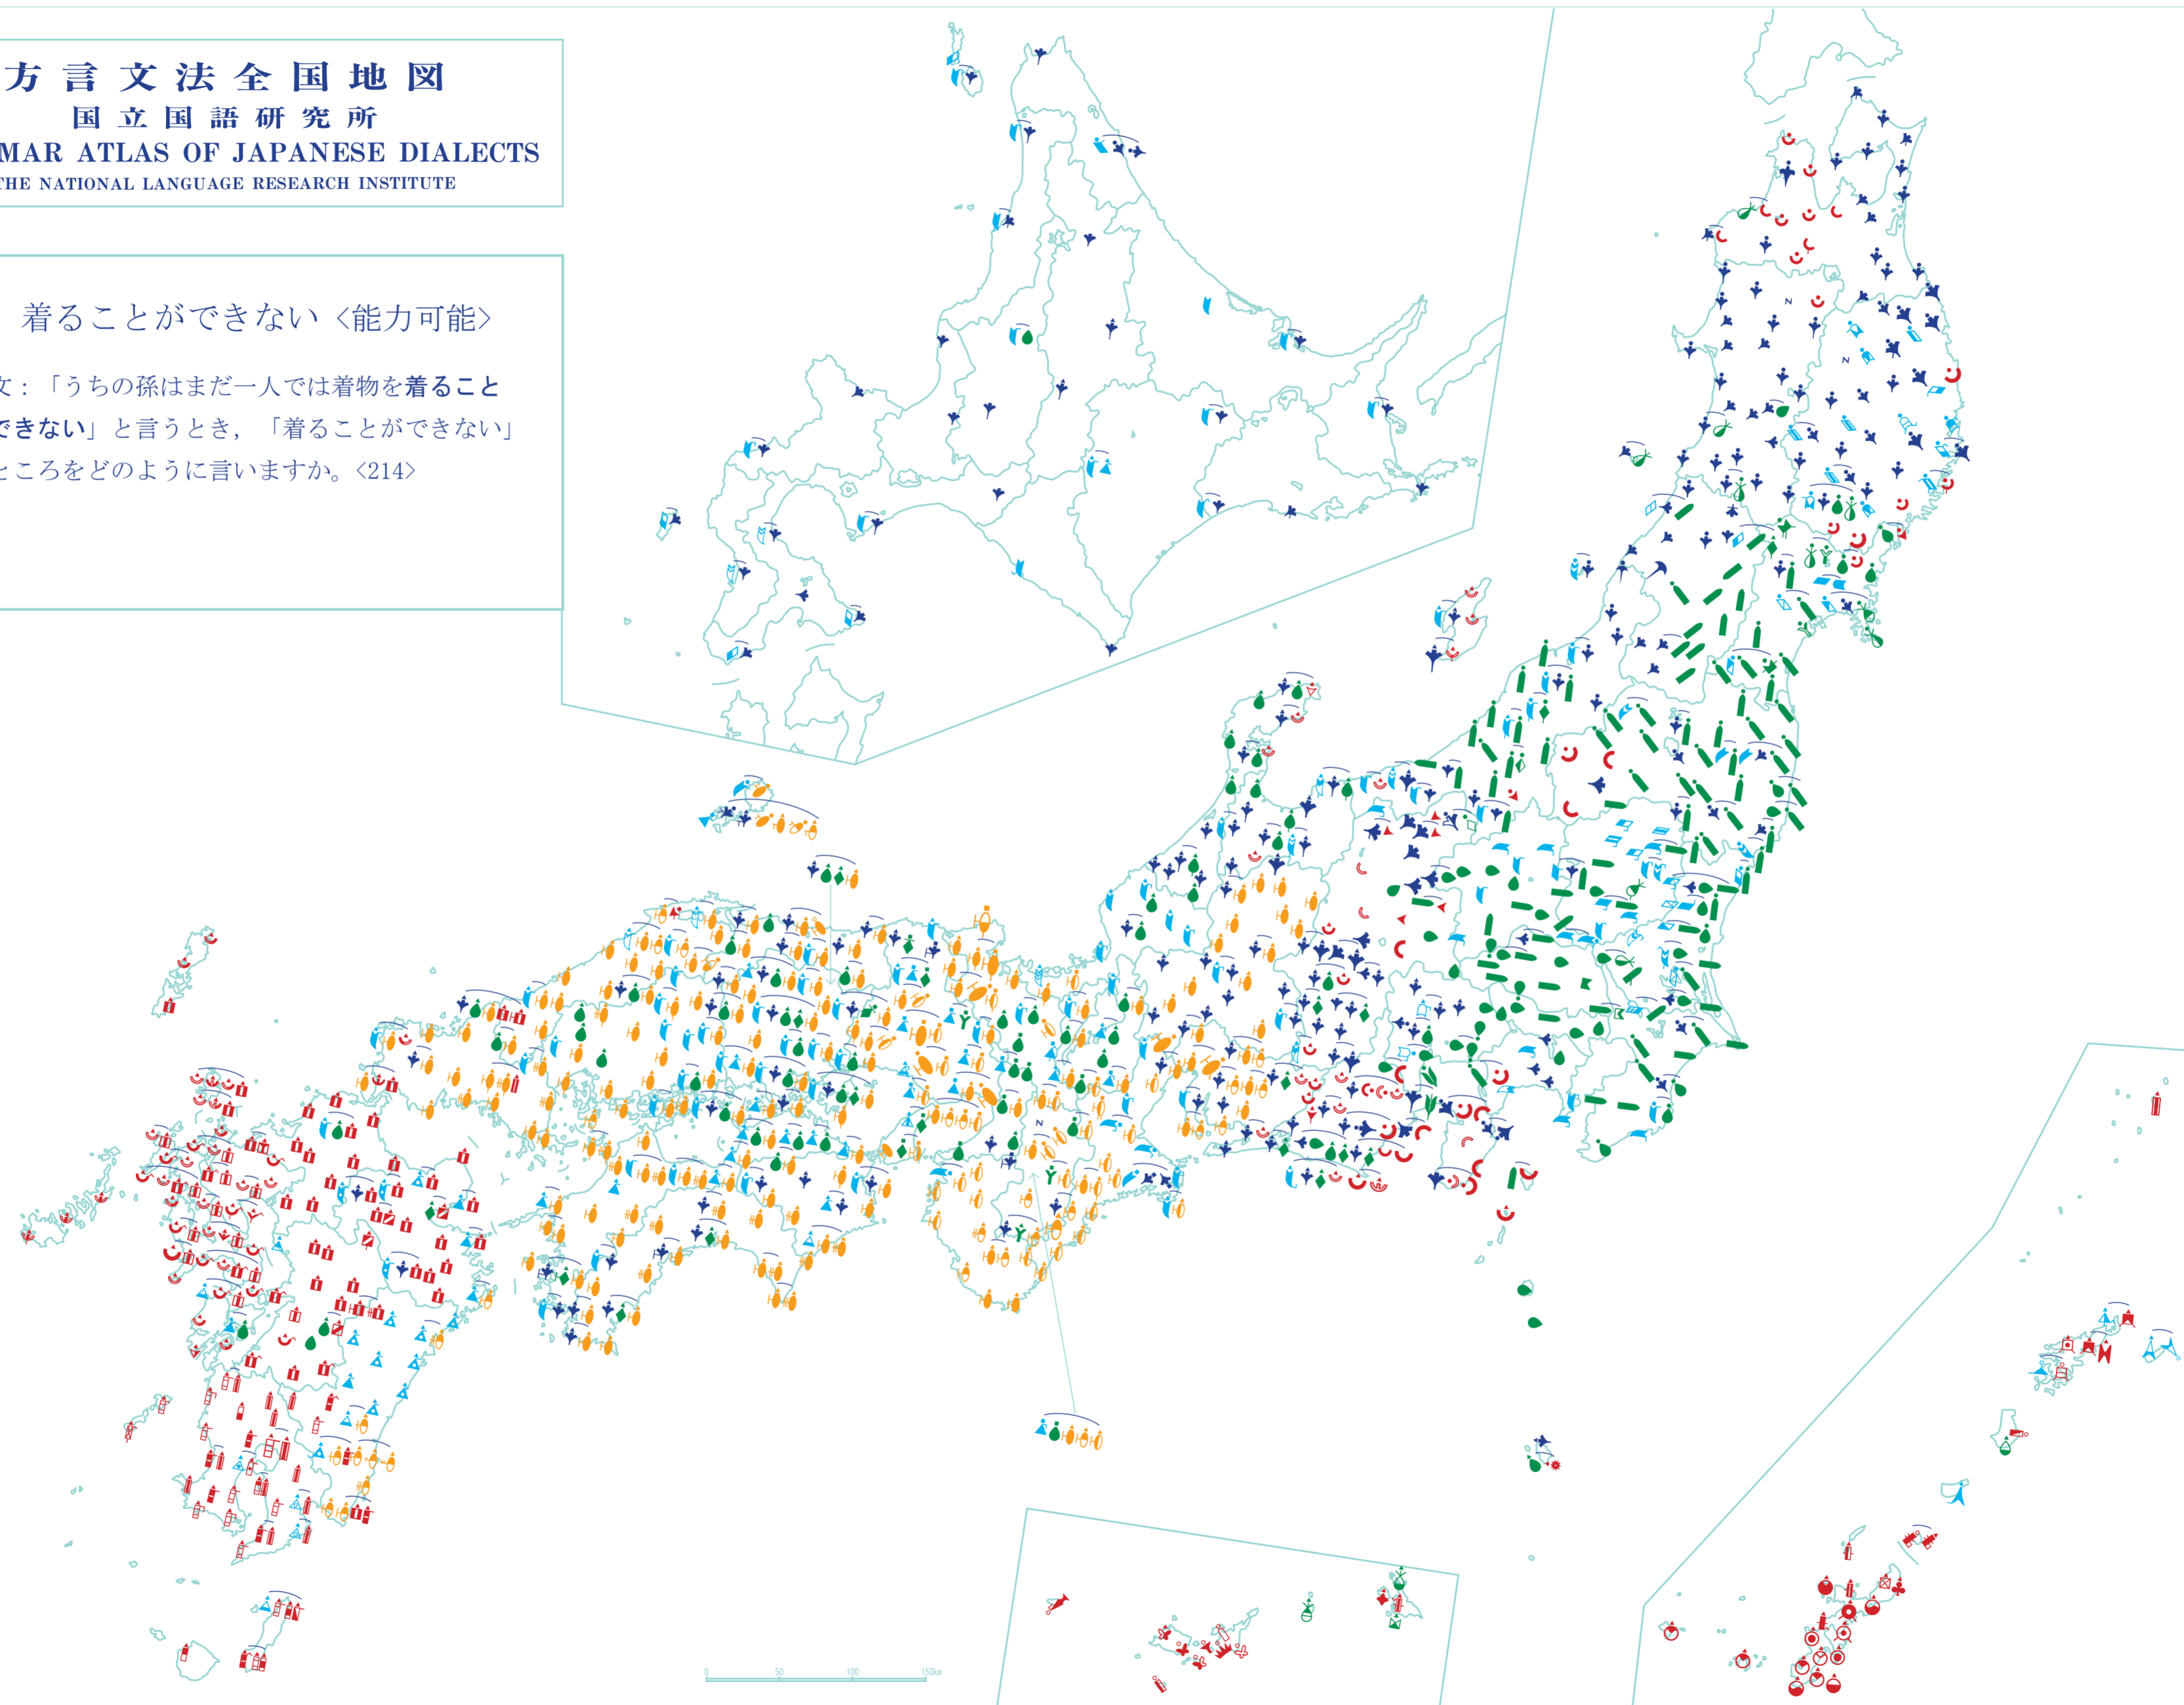 方言文法全国地図
国立国語研究所
MAR ATLAS OF JAPANESE DIALECTS
THE NATIONAL LANGUAGE RESEARCH INSTITUTE
着ることができない〈能力可能〉
文：「うちの孫はまだ一人では着物を着ること
できない」と言うとき，「着ることができない」
ところをどのように言いますか。<214>
N
N
N
0 50 100 150km